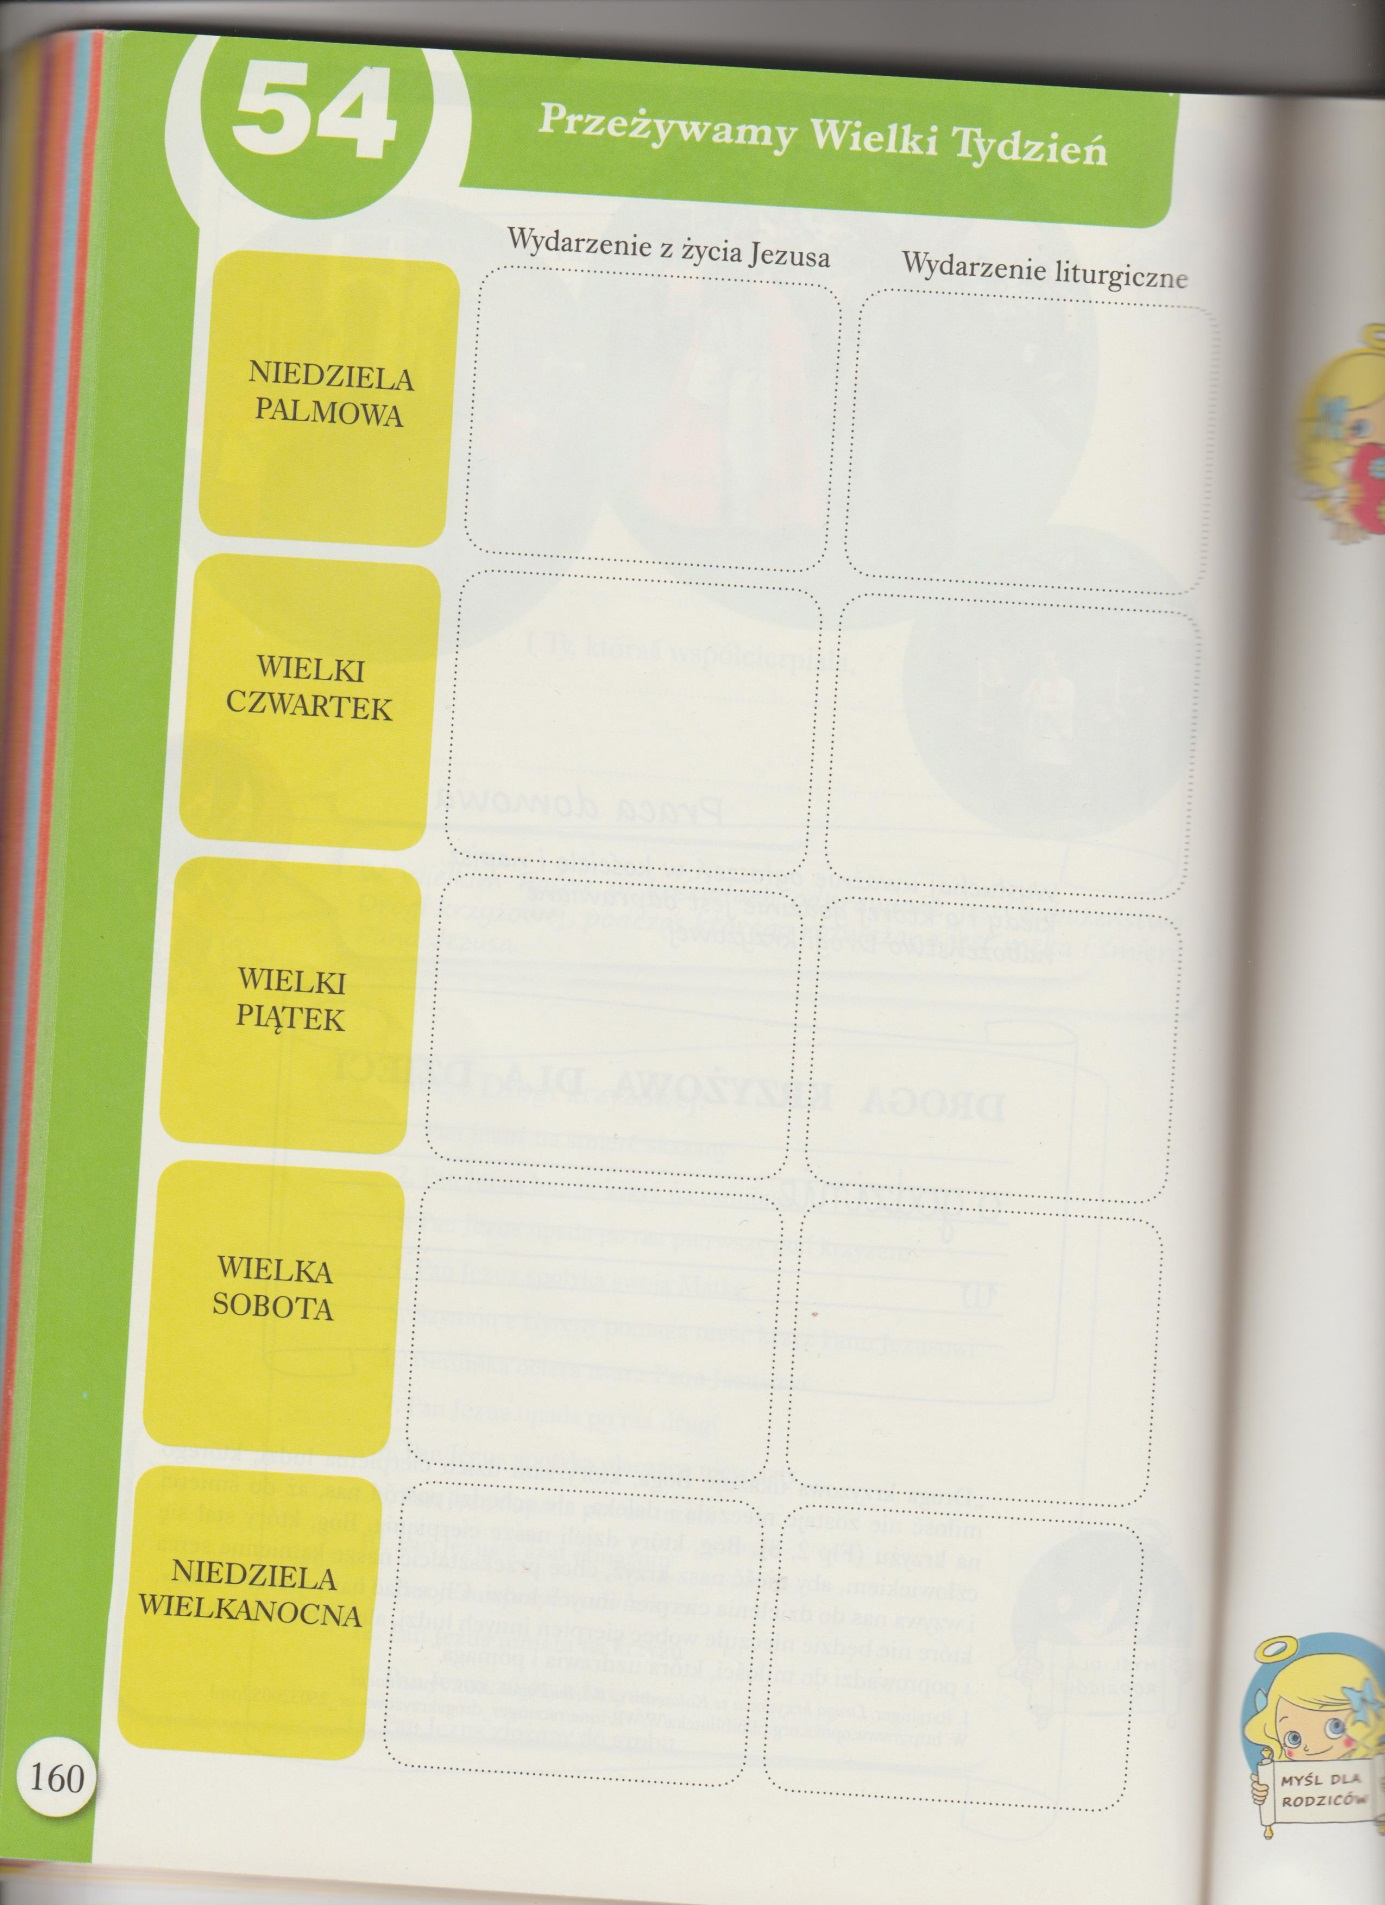 54
Przeżywamy Wielki Tydzień
Wydarzenie z życia Jezusa
Wydarzenie liturgiczne
NIEDZIELA
PALMOWA
WIELKI
CZWARTEK
WIELKI
PIĄTEK
WIELKA
SOBOTA
NIEDZIELA
WIELKANOCNA
160
MYŚL DLA
RODZICÓW